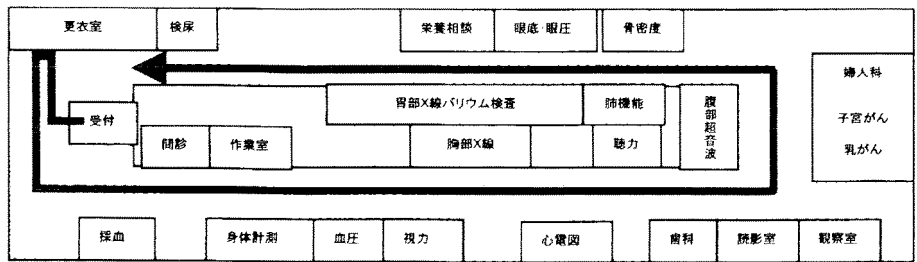 更衣室
検尿
栄養相談
眼底・眼圧
骨密度
婦人科
子宮がん
乳がん
胃部X線バリウム検査
肺機能
腹部超音波
受付
問診
作業室
胸部X線
聴力
採血
身体計測
血圧
視力
心電図
歯科
読影室
観察室